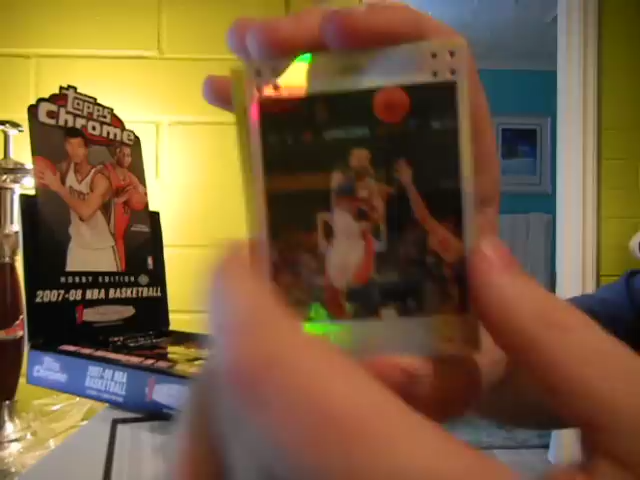 Topps
Chrome
HOBBY EDITION
2007-08 NBA BASKETBALL
Topps
Chrome
2007-08 NBA
BASKETBALL